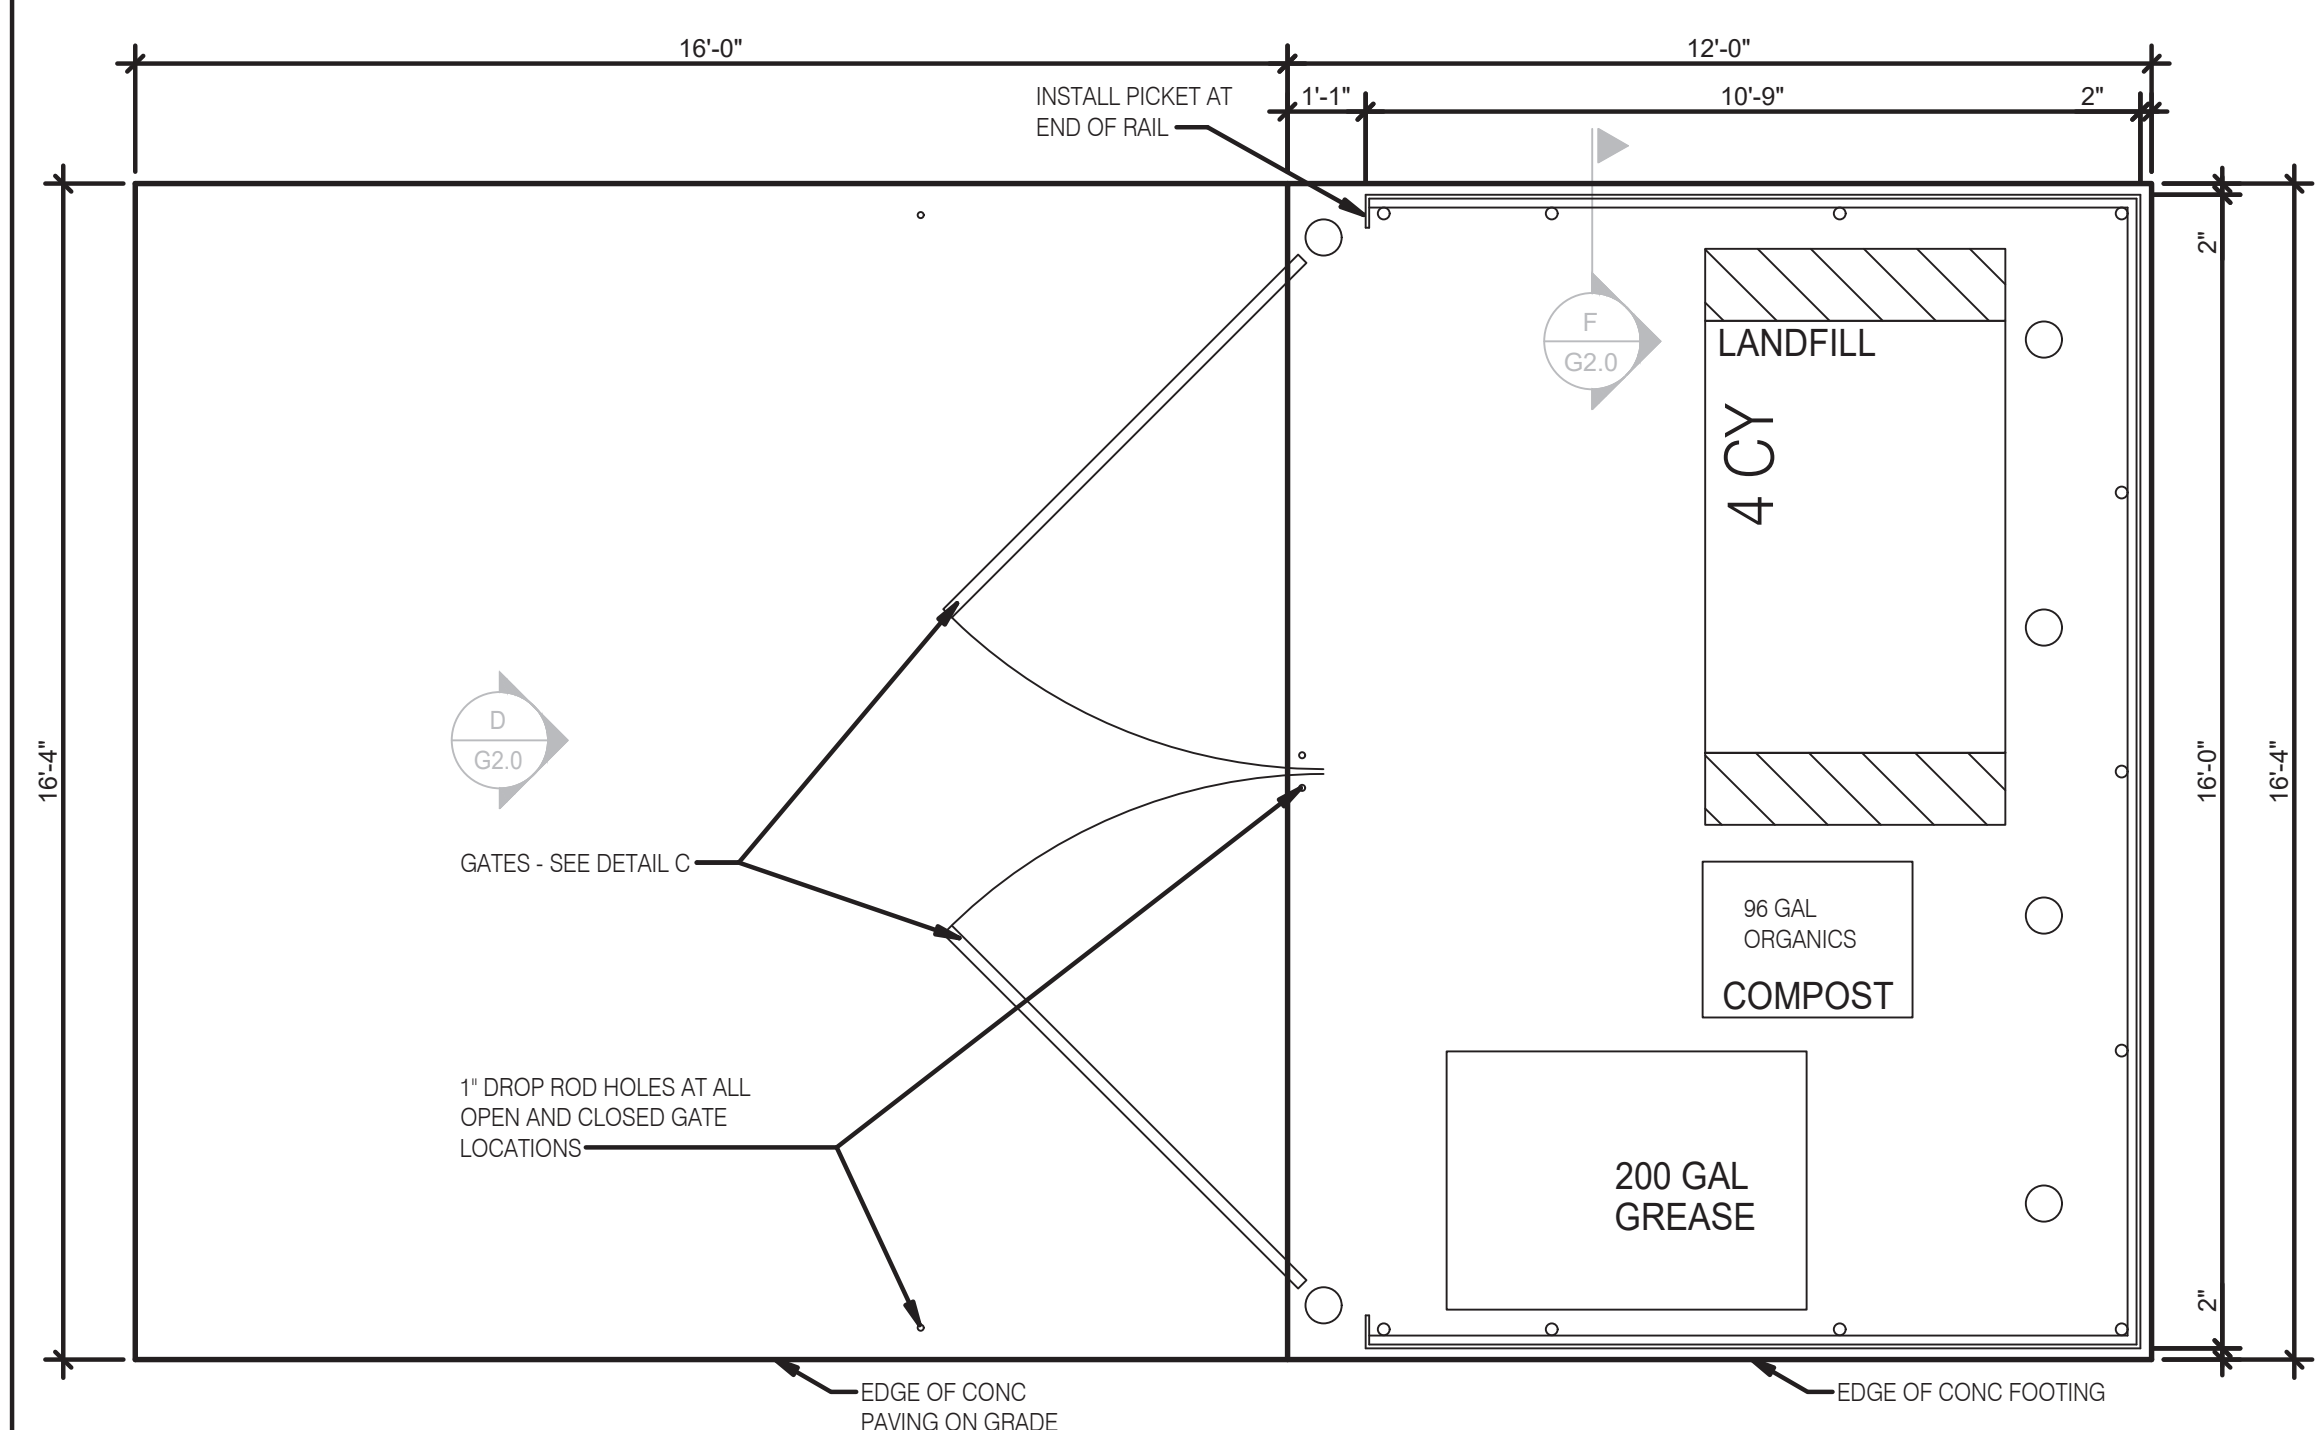 16'-0"
12'-0"
INSTALL PICKET AT
END OF RAIL
1'-1"
10'-9"
2"
2"
F
G2.0
LANDFILL
4 CY
D
G2.0
16'-4"
16'-0"
16'-4"
GATES - SEE DETAIL C
96 GAL
ORGANICS
COMPOST
1" DROP ROD HOLES AT ALL
OPEN AND CLOSED GATE
LOCATIONS
200 GAL
GREASE
2"
EDGE OF CONC
PAVING ON GRADE
EDGE OF CONC FOOTING